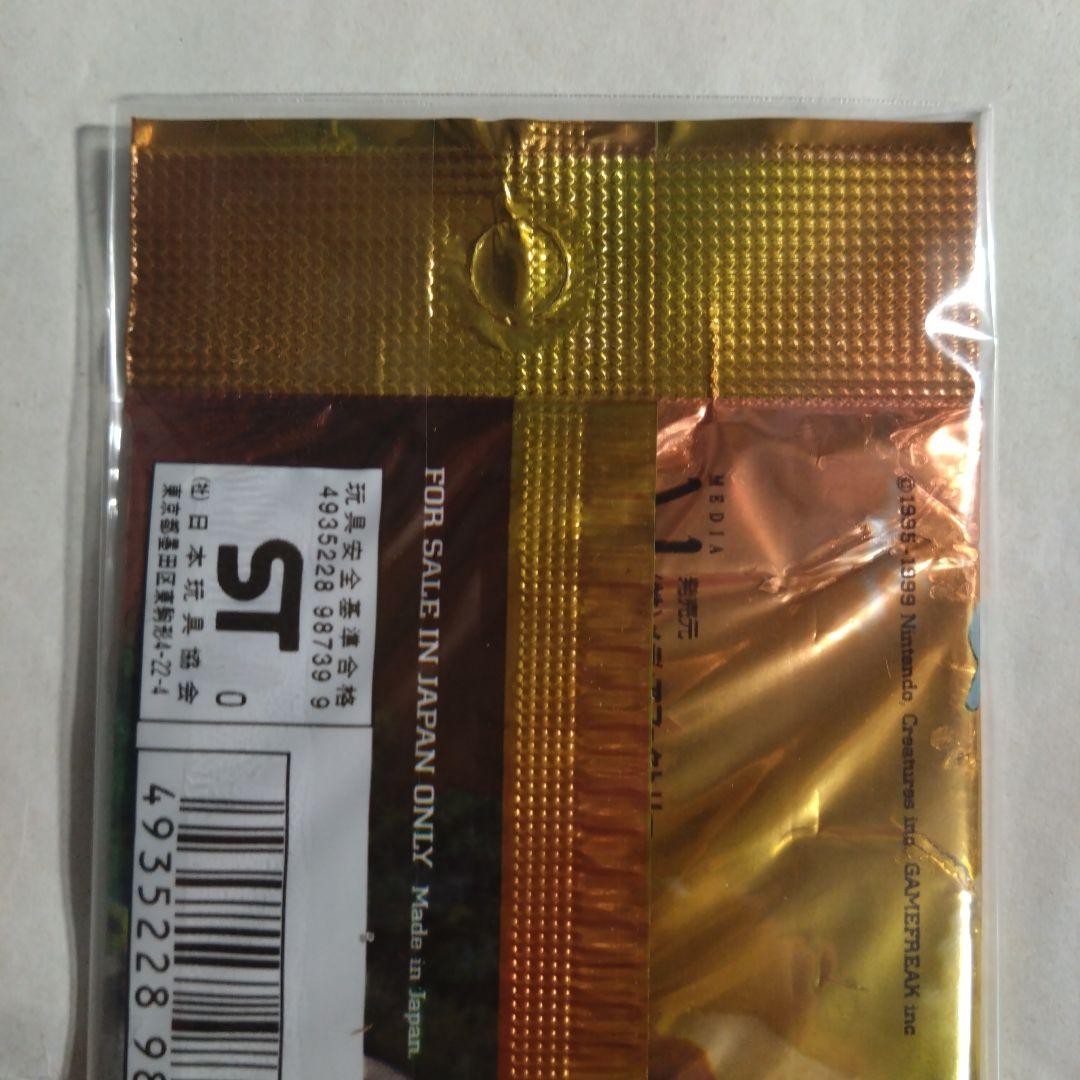 玩具安全基準合格
4935228 98739 9
ST
0
(社)日本玩具協会
東京都墨田区東駒形4-22-4
4935228 98
FOR SALE IN JAPAN ONLY Made in Japan.
MEDIA
発売元
©1995-1999 Nintendo, Creatures inc. GAMEFREAK inc